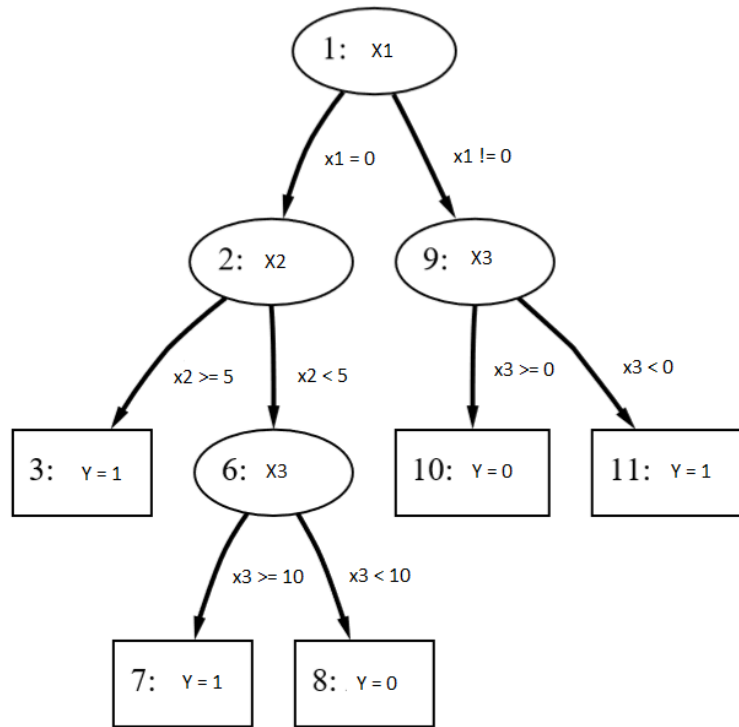 1: X1
x1 = 0
x1 != 0
2: X2
9: X3
x2 >= 5
x2 < 5
x3 >= 0
x3 < 0
3: Y = 1
6: X3
10: Y = 0
11: Y = 1
x3 >= 10
x3 < 10
7: Y = 1
8: Y = 0